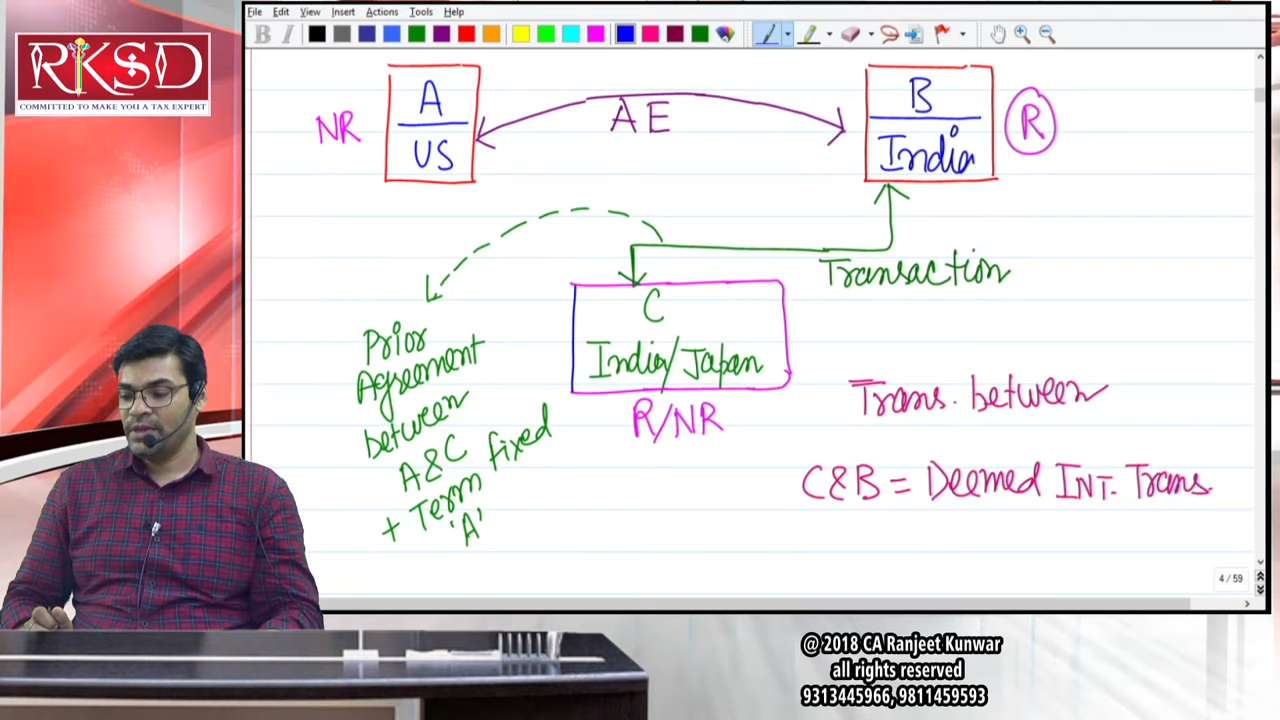 File Edit View Insert Actions Tools Help
B I
RKSD
COMMITTED TO MAKE YOU A TAX EXPERT
A
US
NR
AE
B
India
R
Transaction
C
India/Japan
R/NR
Prior
Agreement
between
A & C
+ Term fixed
'A'
Trans. between
C & B = Deemed INT. Trans.
4 / 59
@ 2018 CA Ranjeet Kunwar
all rights reserved
9313445966, 9811459593